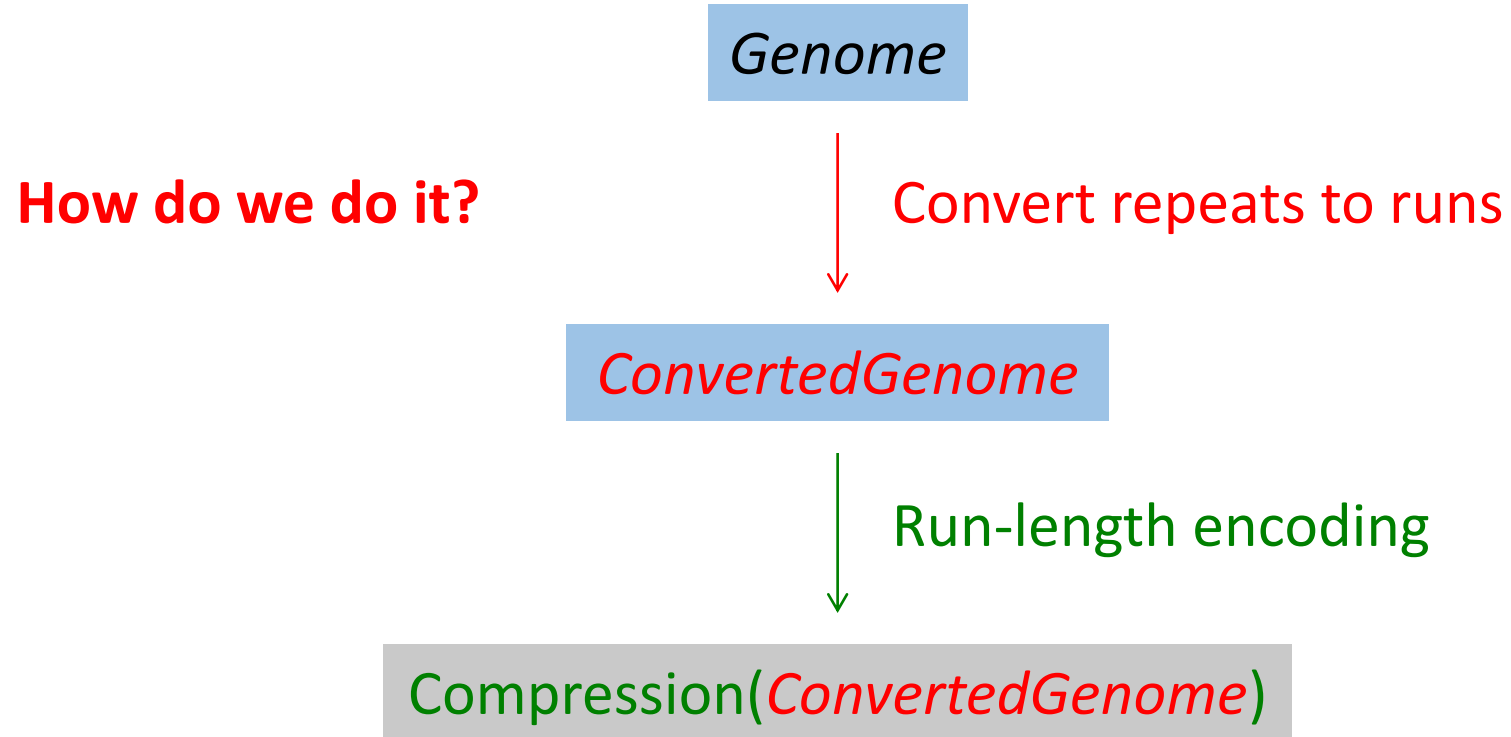 Genome
How do we do it?
Convert repeats to runs
ConvertedGenome
Run-length encoding
Compression(ConvertedGenome)